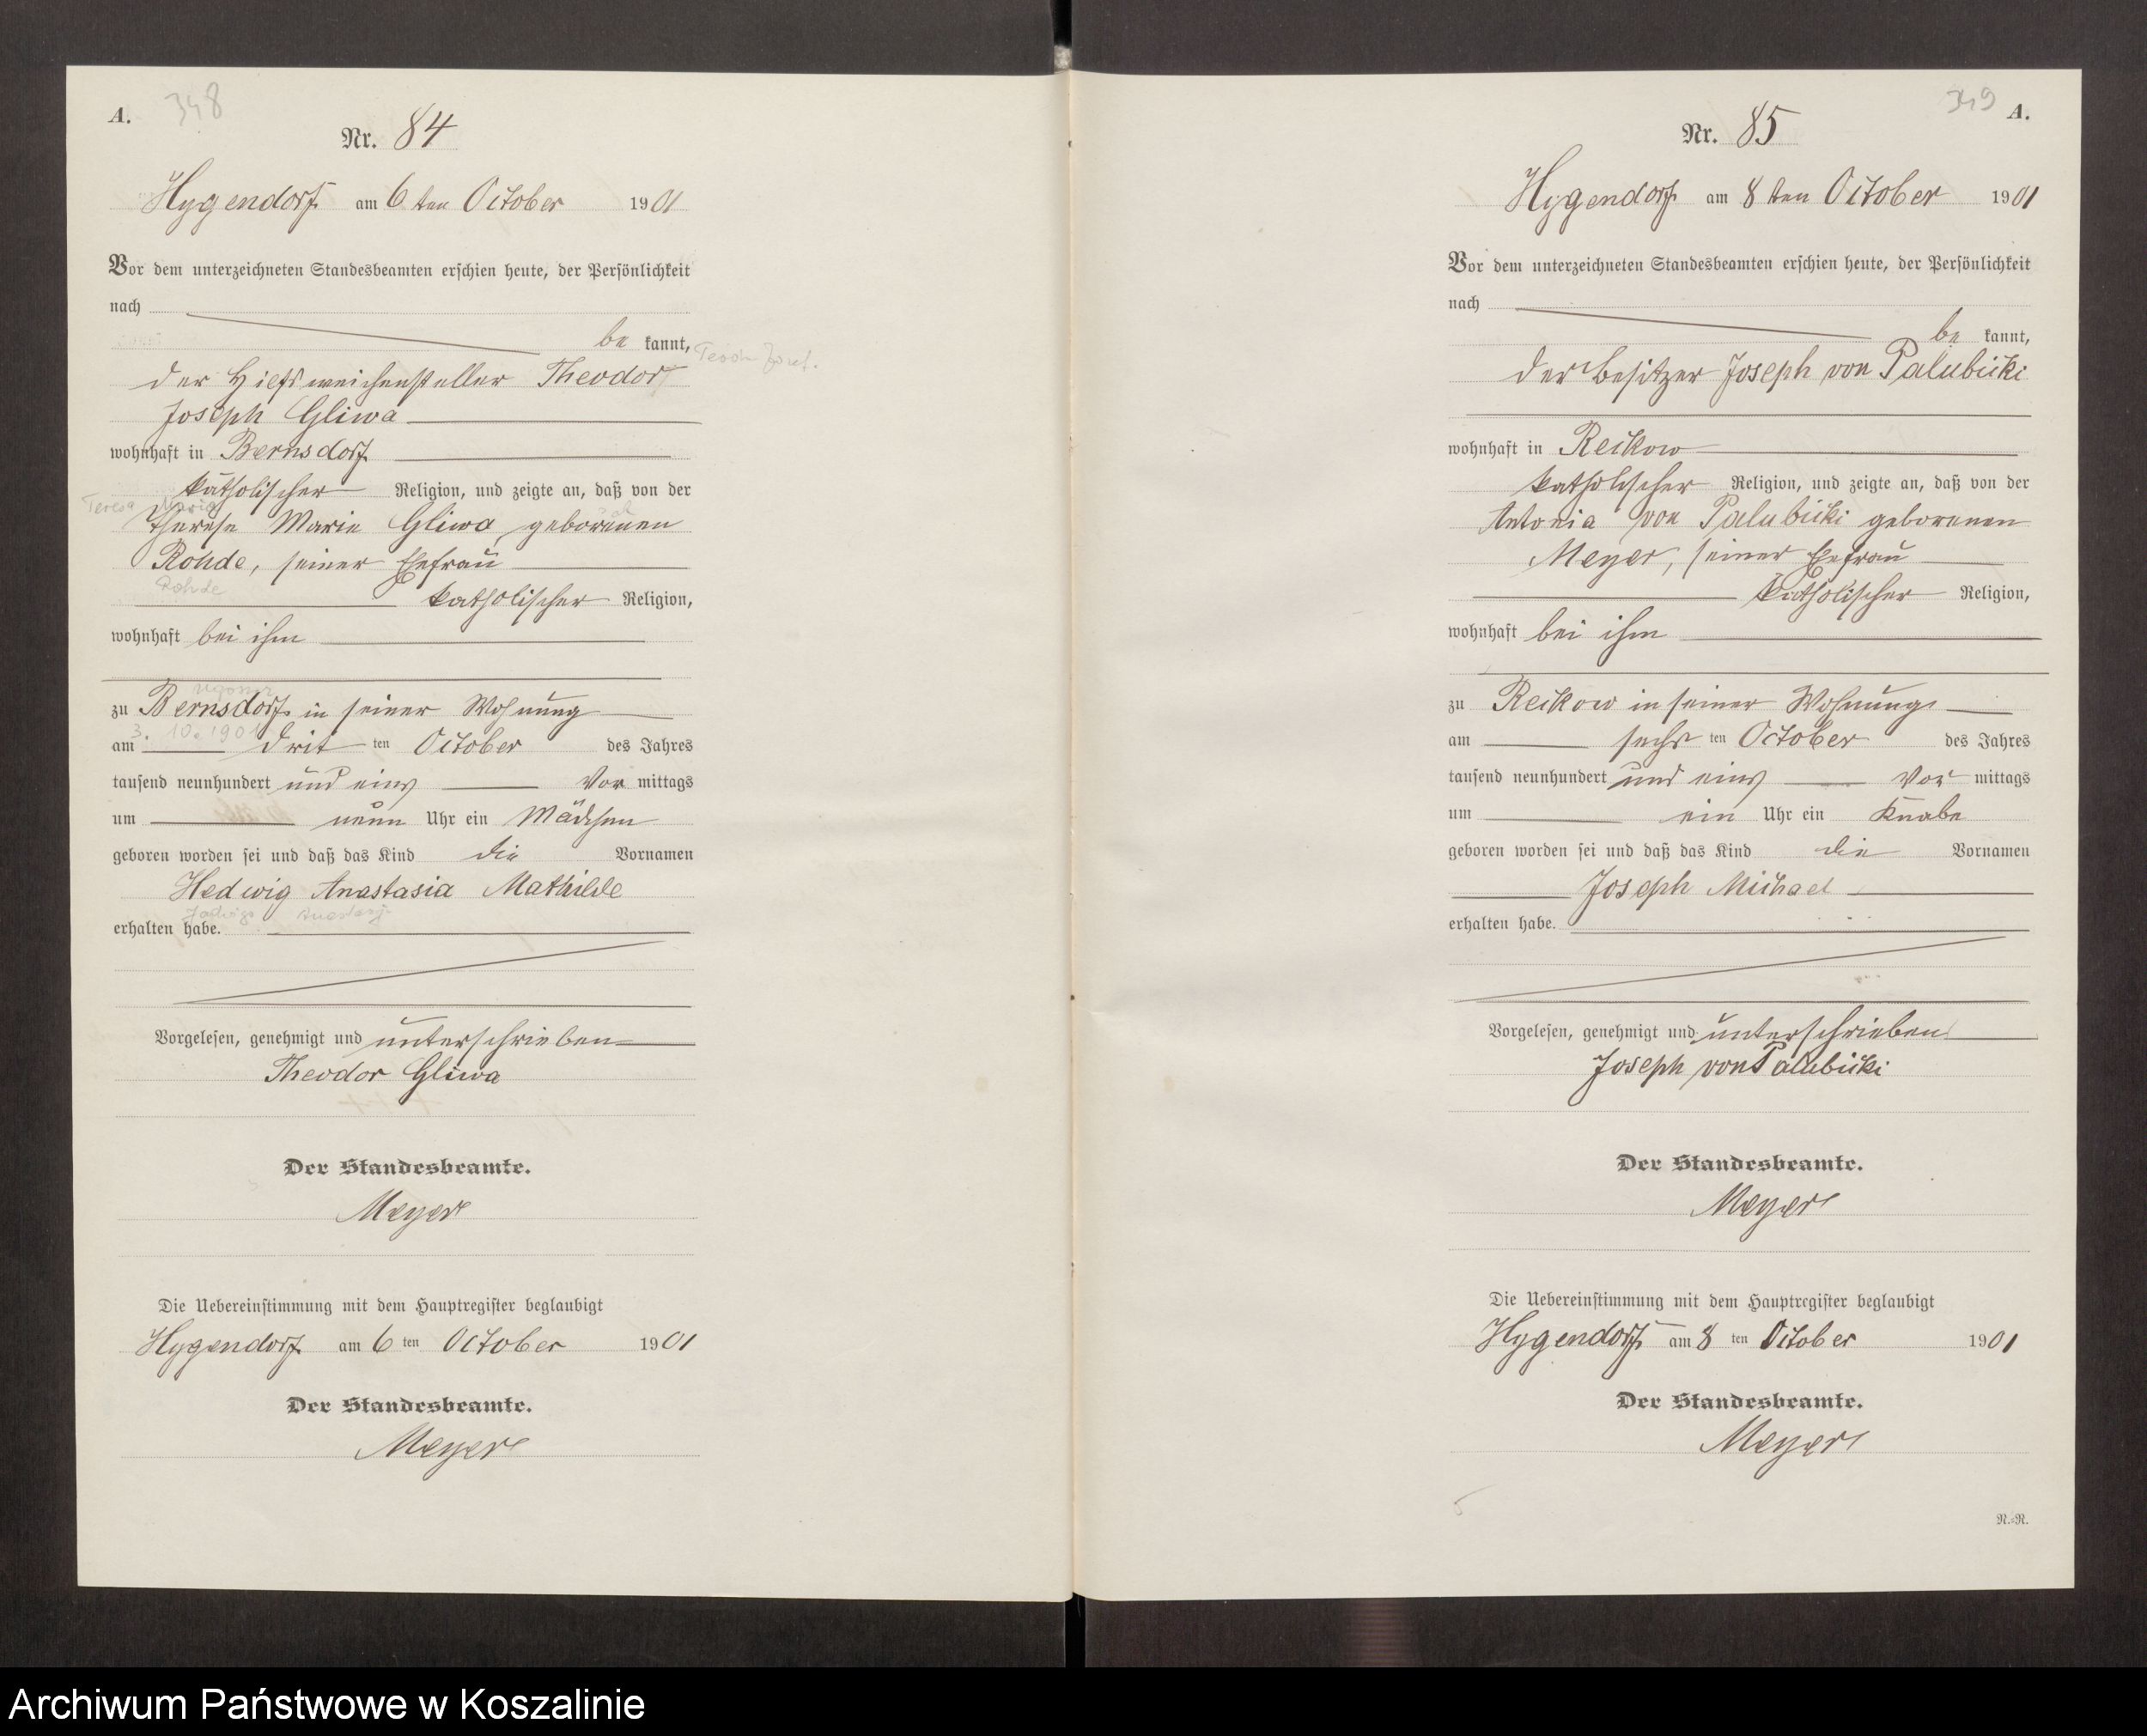 A. 348
Nr. 84
Hygendorf am 6 ten October 1901
Vor dem unterzeichneten Standesbeamten erschien heute, der Persönlichkeit
nach
be kannt,
der Hilfsweichensteller Theodor
Joseph Gliwa
wohnhaft in Bernsdorf
katholischer Religion, und zeigte an, daß von der
Teresa Maria
Therese Marie Gliwa, geborenen
Rohde, seiner Ehefrau
Rohde
katholischer Religion,
wohnhaft bei ihm
zu Bernsdorf in seiner Wohnung
3. 10. 1901
am drit ten October des Jahres
tausend neunhundert und eins Vor mittags
um neun Uhr ein Mädchen
geboren worden sei und daß das Kind die Vornamen
Hedwig Anastasia Mathilde
erhalten habe.
Vorgelesen, genehmigt und unterschrieben
Theodor Gliwa
Der Standesbeamte.
Meyer
Die Uebereinstimmung mit dem Hauptregister beglaubigt
Hygendorf am 6 ten October 1901
Der Standesbeamte.
Meyer
349 A.
Nr. 85
Hygendorf am 8 ten October 1901
Vor dem unterzeichneten Standesbeamten erschien heute, der Persönlichkeit
nach
be kannt,
der Besitzer Joseph von Palubicki
wohnhaft in Reckow
katholischer Religion, und zeigte an, daß von der
Antonia von Palubicki geborenen
Meyer, seiner Ehefrau
katholischer Religion,
wohnhaft bei ihm
zu Reckow in seiner Wohnung
am sechs ten October des Jahres
tausend neunhundert und eins Vor mittags
um ein Uhr ein Knabe
geboren worden sei und daß das Kind die Vornamen
Joseph Michael
erhalten habe.
Vorgelesen, genehmigt und unterschrieben
Joseph von Palubicki
Der Standesbeamte.
Meyer
Die Uebereinstimmung mit dem Hauptregister beglaubigt
Hygendorf am 8 ten October 1901
Der Standesbeamte.
Meyer
N.-N.
Archiwum Państwowe w Koszalinie